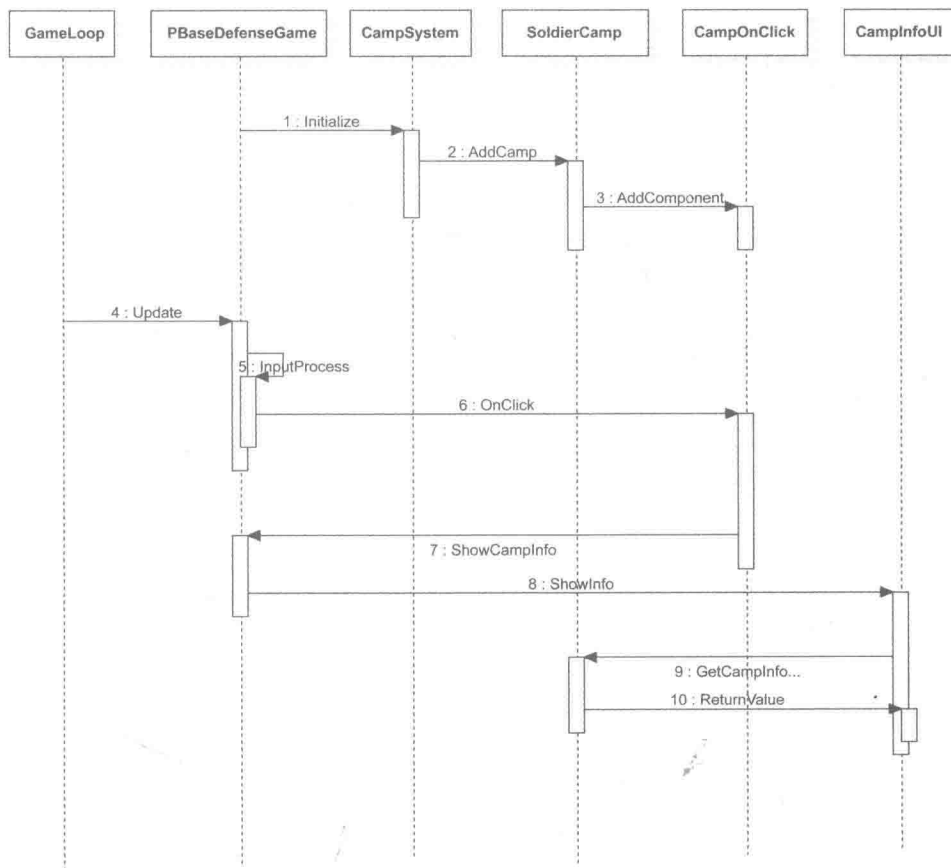 GameLoop
PBaseDefenseGame
CampSystem
SoldierCamp
CampOnClick
CampInfoUI
1 : Initialize
2 : AddCamp
3 : AddComponent
4 : Update
5 : InputProcess
6 : OnClick
7 : ShowCampInfo
8 : ShowInfo
9 : GetCampInfo...
10 : ReturnValue